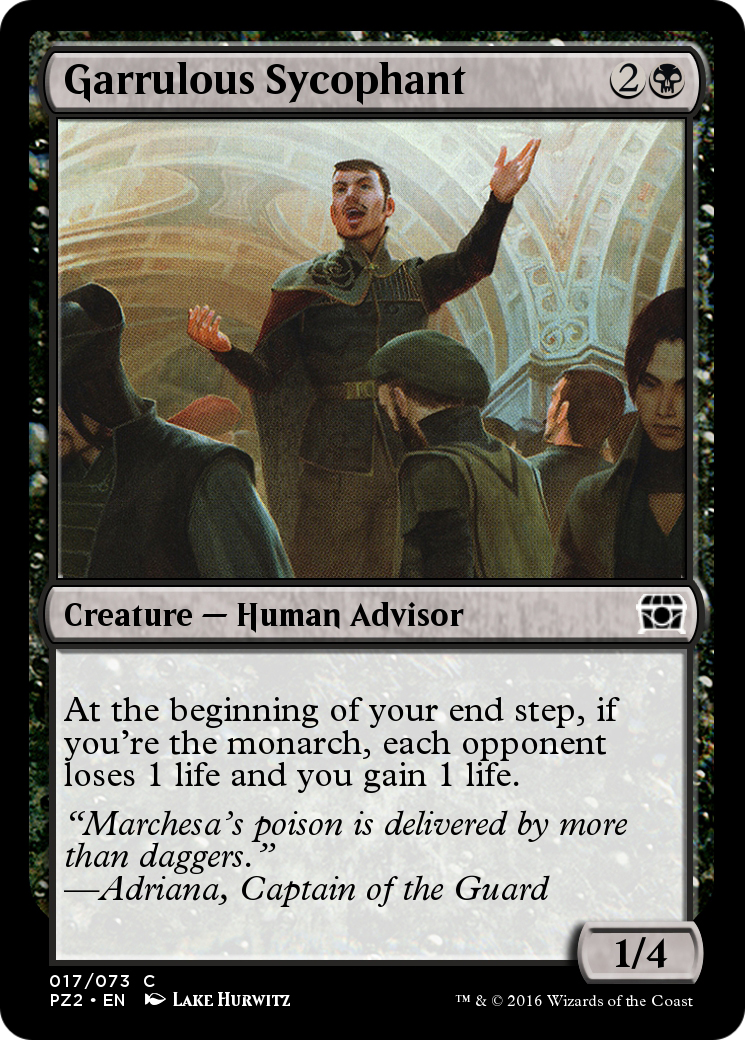 Garrulous Sycophant 2
Creature — Human Advisor
At the beginning of your end step, if
you're the monarch, each opponent
loses 1 life and you gain 1 life.
“Marchesa's poison is delivered by more
than daggers.”
—Adriana, Captain of the Guard
1/4
017/073 C
PZ2 • EN Lake Hurwitz
™ & © 2016 Wizards of the Coast